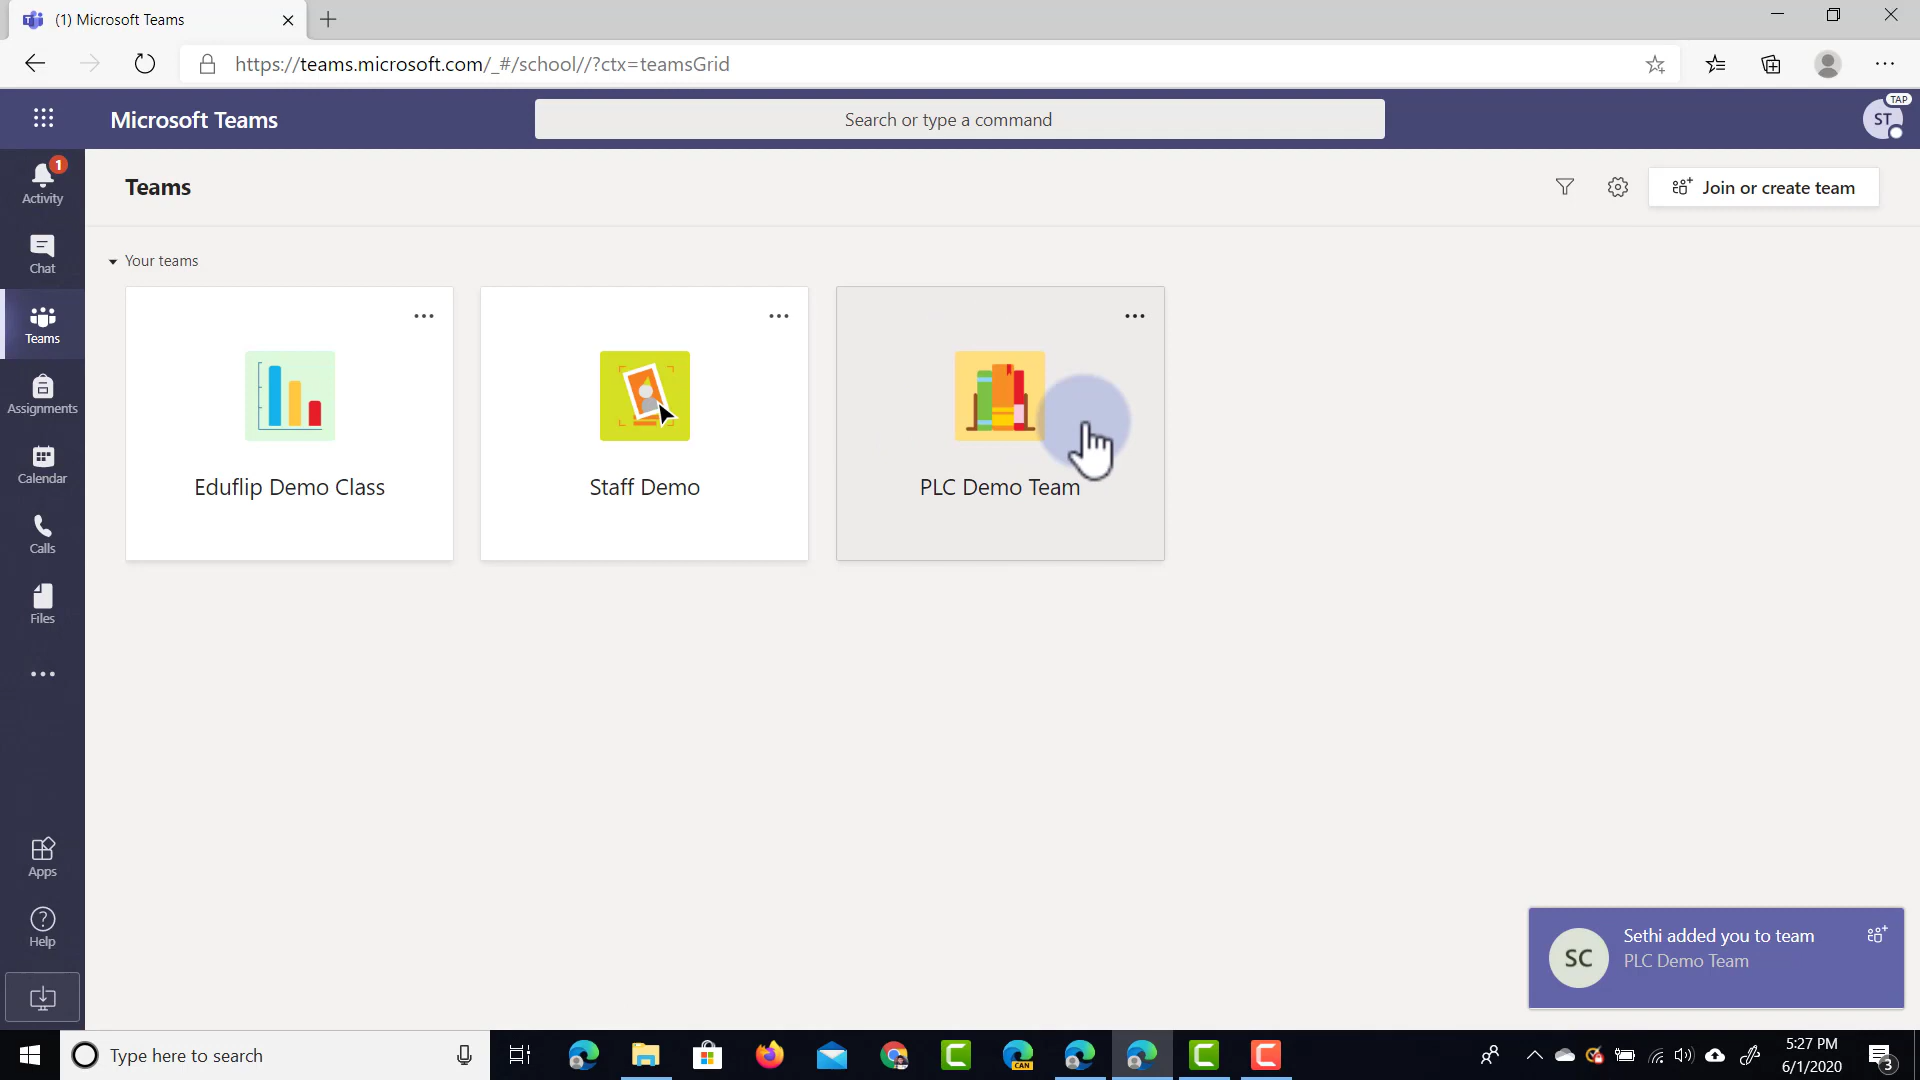 (1) Microsoft Teams
https://teams.microsoft.com/_#/school//?ctx=teamsGrid
Microsoft Teams
Search or type a command
TAP
ST
1
Activity
Chat
Teams
Assignments
Calendar
Calls
Files
Apps
Help
Teams
Join or create team
Your teams
Eduflip Demo Class
Staff Demo
PLC Demo Team
SC
Sethi added you to team
PLC Demo Team
Type here to search
CAN
5:27 PM
6/1/2020
3